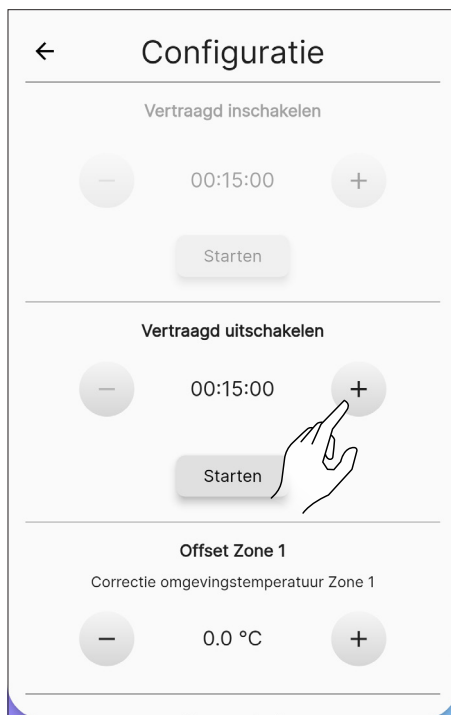 Configuratie
Vertraagd inschakelen
− 00:15:00 +
Starten
Vertraagd uitschakelen
− 00:15:00 +
Starten
Offset Zone 1
Correctie omgevingstemperatuur Zone 1
− 0.0 °C +